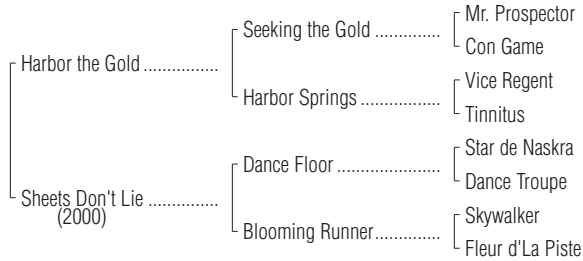 Mr. Prospector
Seeking the Gold ..............
Con Game
Harbor the Gold ................
Vice Regent
Harbor Springs .................
Tinnitus
Star de Naskra
Dance Floor ......................
Dance Troupe
Sheets Don't Lie ...............
(2000)
Skywalker
Blooming Runner..............
Fleur d'La Piste